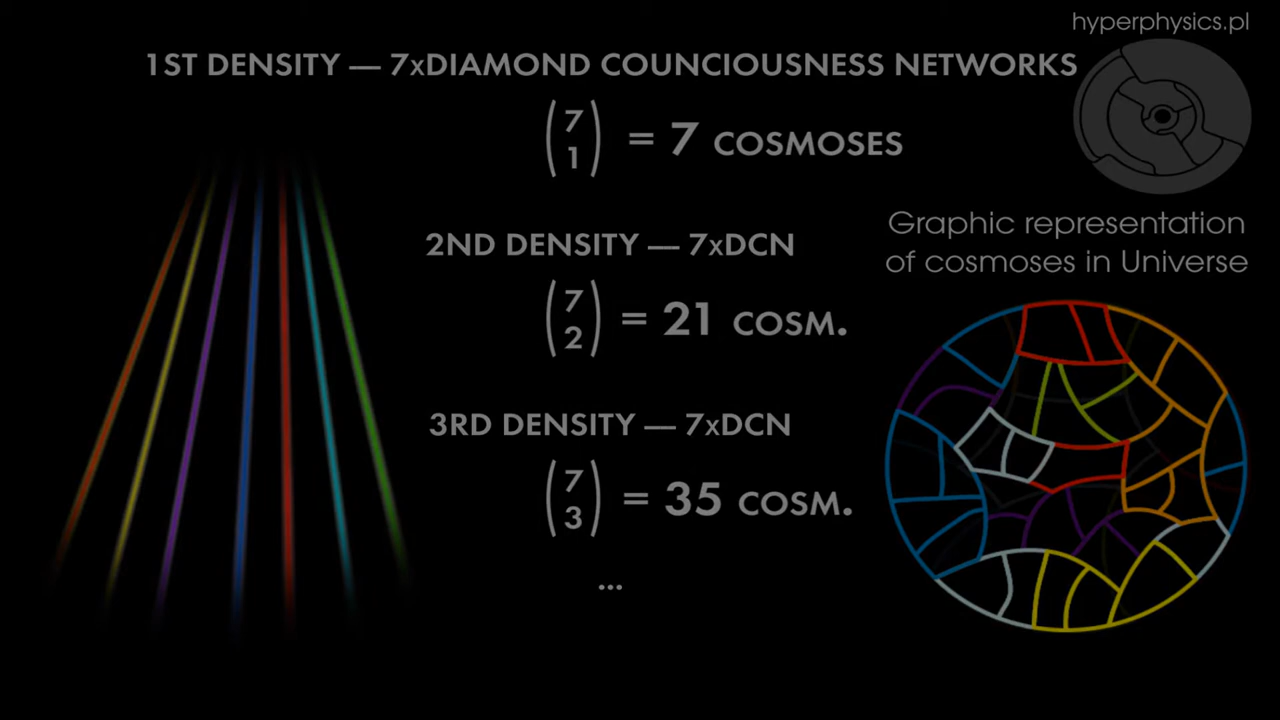 hyperphysics.pl
1ST DENSITY — 7xDIAMOND COUNCIOUSNESS NETWORKS
(7 1) = 7 COSMOSES
2ND DENSITY — 7xDCN
(7 2) = 21 COSM.
3RD DENSITY — 7xDCN
(7 3) = 35 COSM.
...
Graphic representation
of cosmoses in Universe